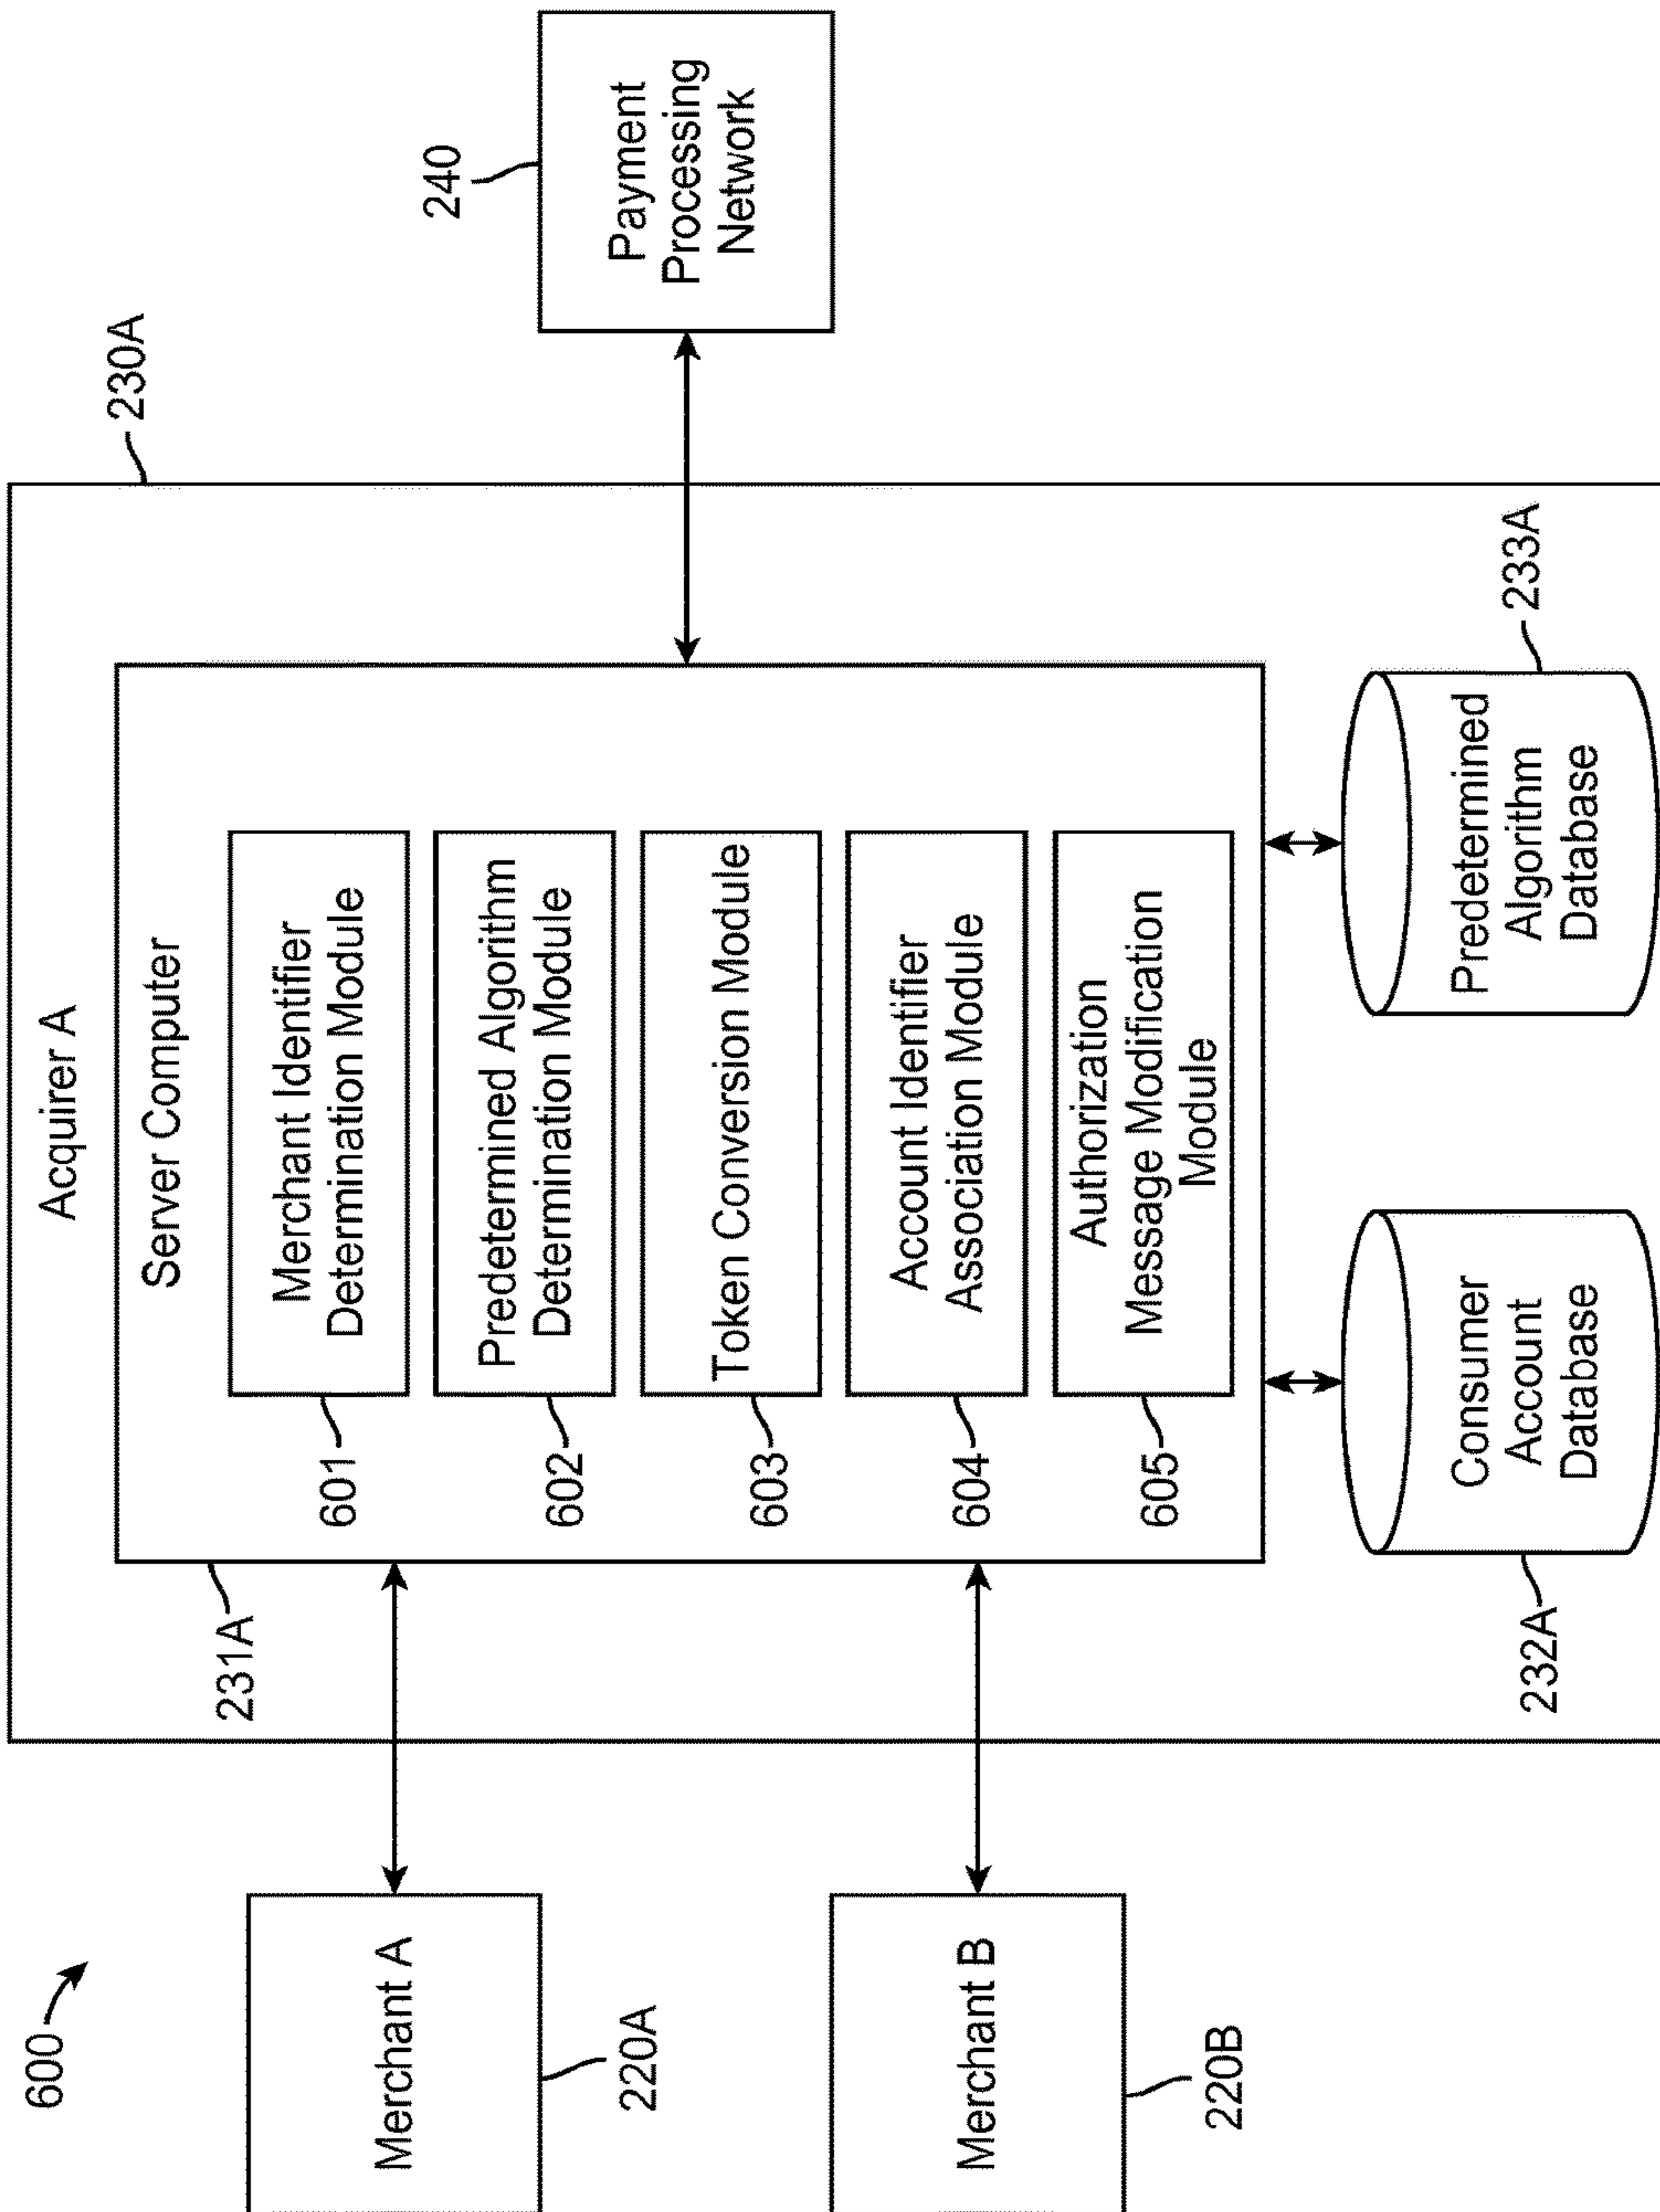 600
Acquirer A
230A
Server Computer
231A
Merchant Identifier
Determination Module
601
Predetermined Algorithm
Determination Module
602
Token Conversion Module
603
Account Identifier
Association Module
604
Authorization
Message Modification
Module
605
Merchant A
220A
Merchant B
220B
240
Payment
Processing
Network
Consumer
Account
Database
232A
Predetermined
Algorithm
Database
233A